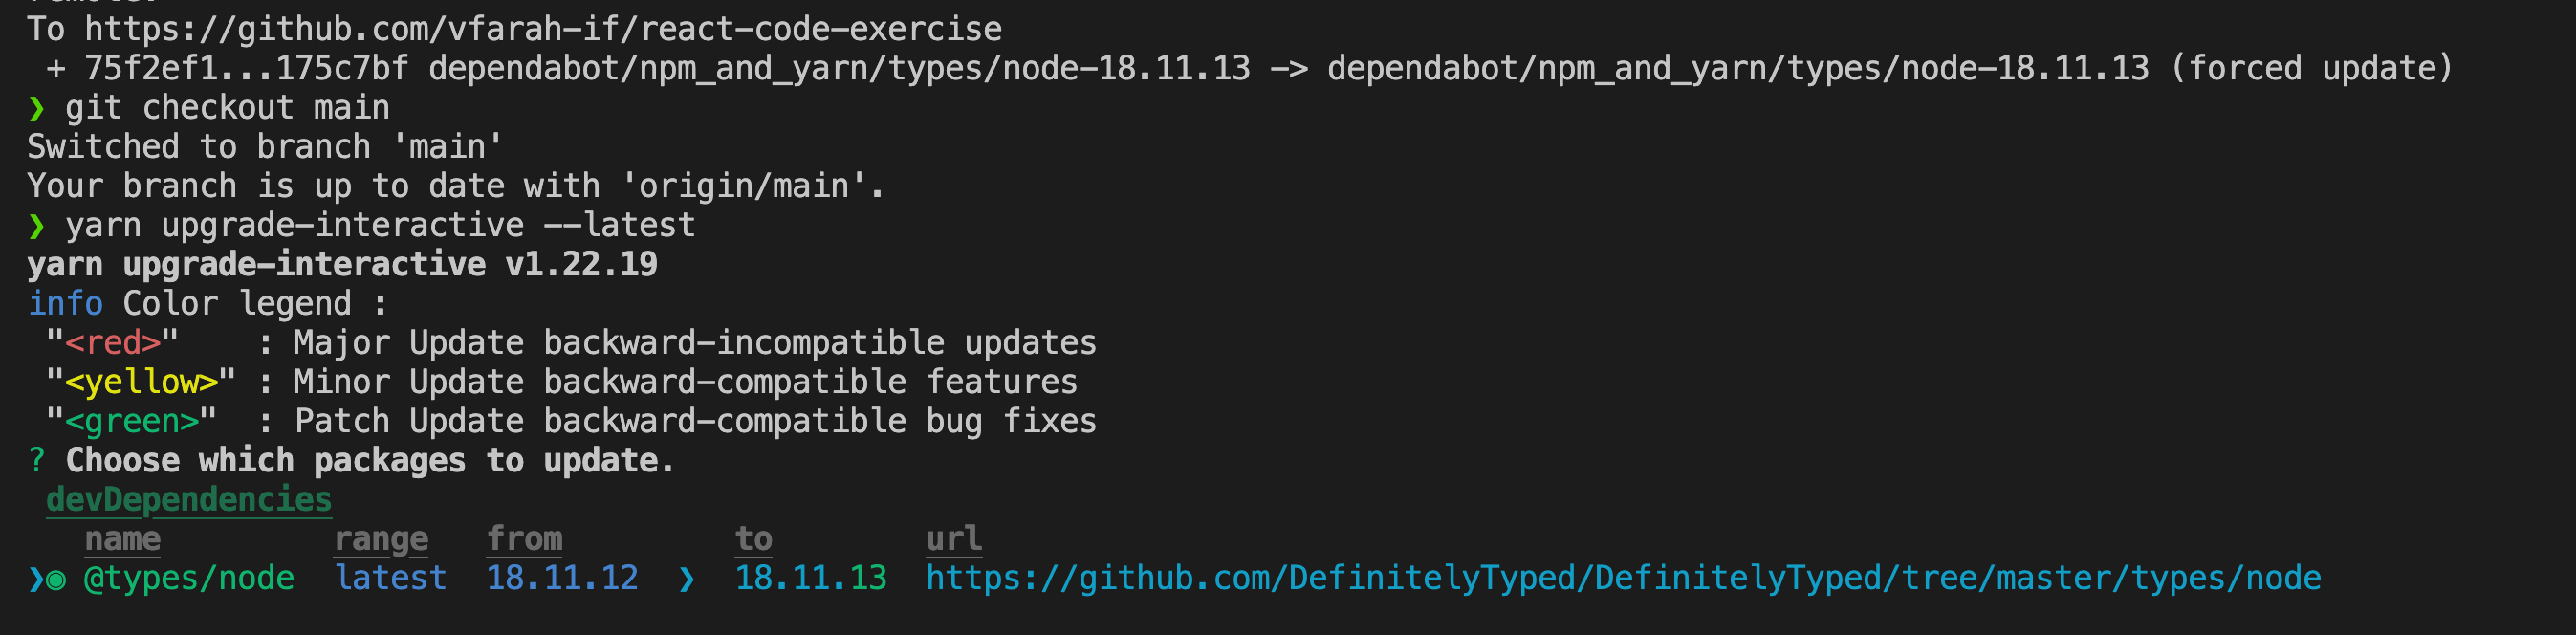 To https://github.com/vfarah-if/react-code-exercise
 + 75f2ef1...175c7bf dependabot/npm_and_yarn/types/node-18.11.13 -> dependabot/npm_and_yarn/types/node-18.11.13 (forced update)
❯ git checkout main
Switched to branch 'main'
Your branch is up to date with 'origin/main'.
❯ yarn upgrade-interactive --latest
yarn upgrade-interactive v1.22.19
info Color legend :
 "<red>"    : Major Update backward-incompatible updates
 "<yellow>" : Minor Update backward-compatible features
 "<green>"  : Patch Update backward-compatible bug fixes
? Choose which packages to update.
 devDependencies
   name         range   from         to        url
❯◉ @types/node  latest  18.11.12  ❯  18.11.13  https://github.com/DefinitelyTyped/DefinitelyTyped/tree/master/types/node